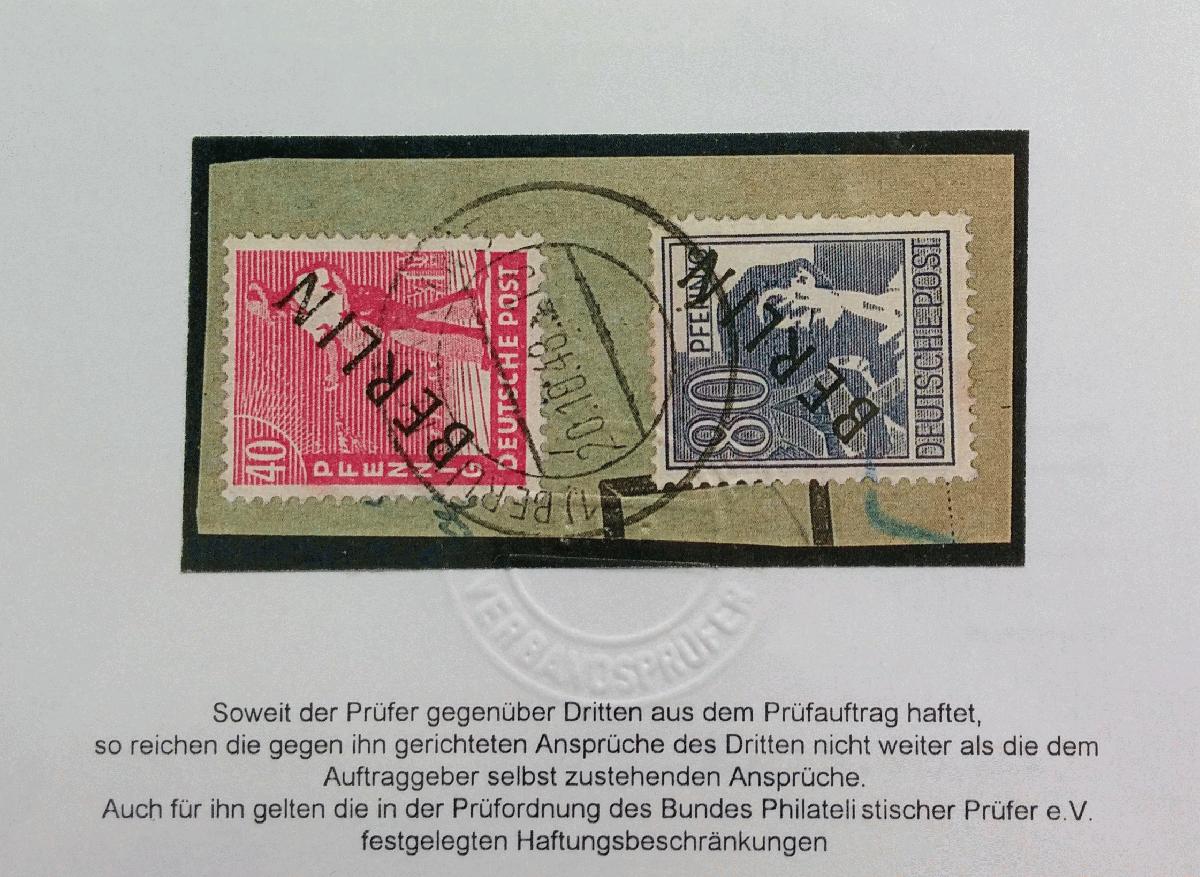 BERLIN
40
PFENNIG
DEUTSCHE POST
BERLIN
80
PFENNIG
DEUTSCHE POST
VERBANDSPRÜFER
Soweit der Prüfer gegenüber Dritten aus dem Prüfauftrag haftet,
so reichen die gegen ihn gerichteten Ansprüche des Dritten nicht weiter als die dem
Auftraggeber selbst zustehenden Ansprüche.
Auch für ihn gelten die in der Prüfordnung des Bundes Philatelistischer Prüfer e.V.
festgelegten Haftungsbeschränkungen